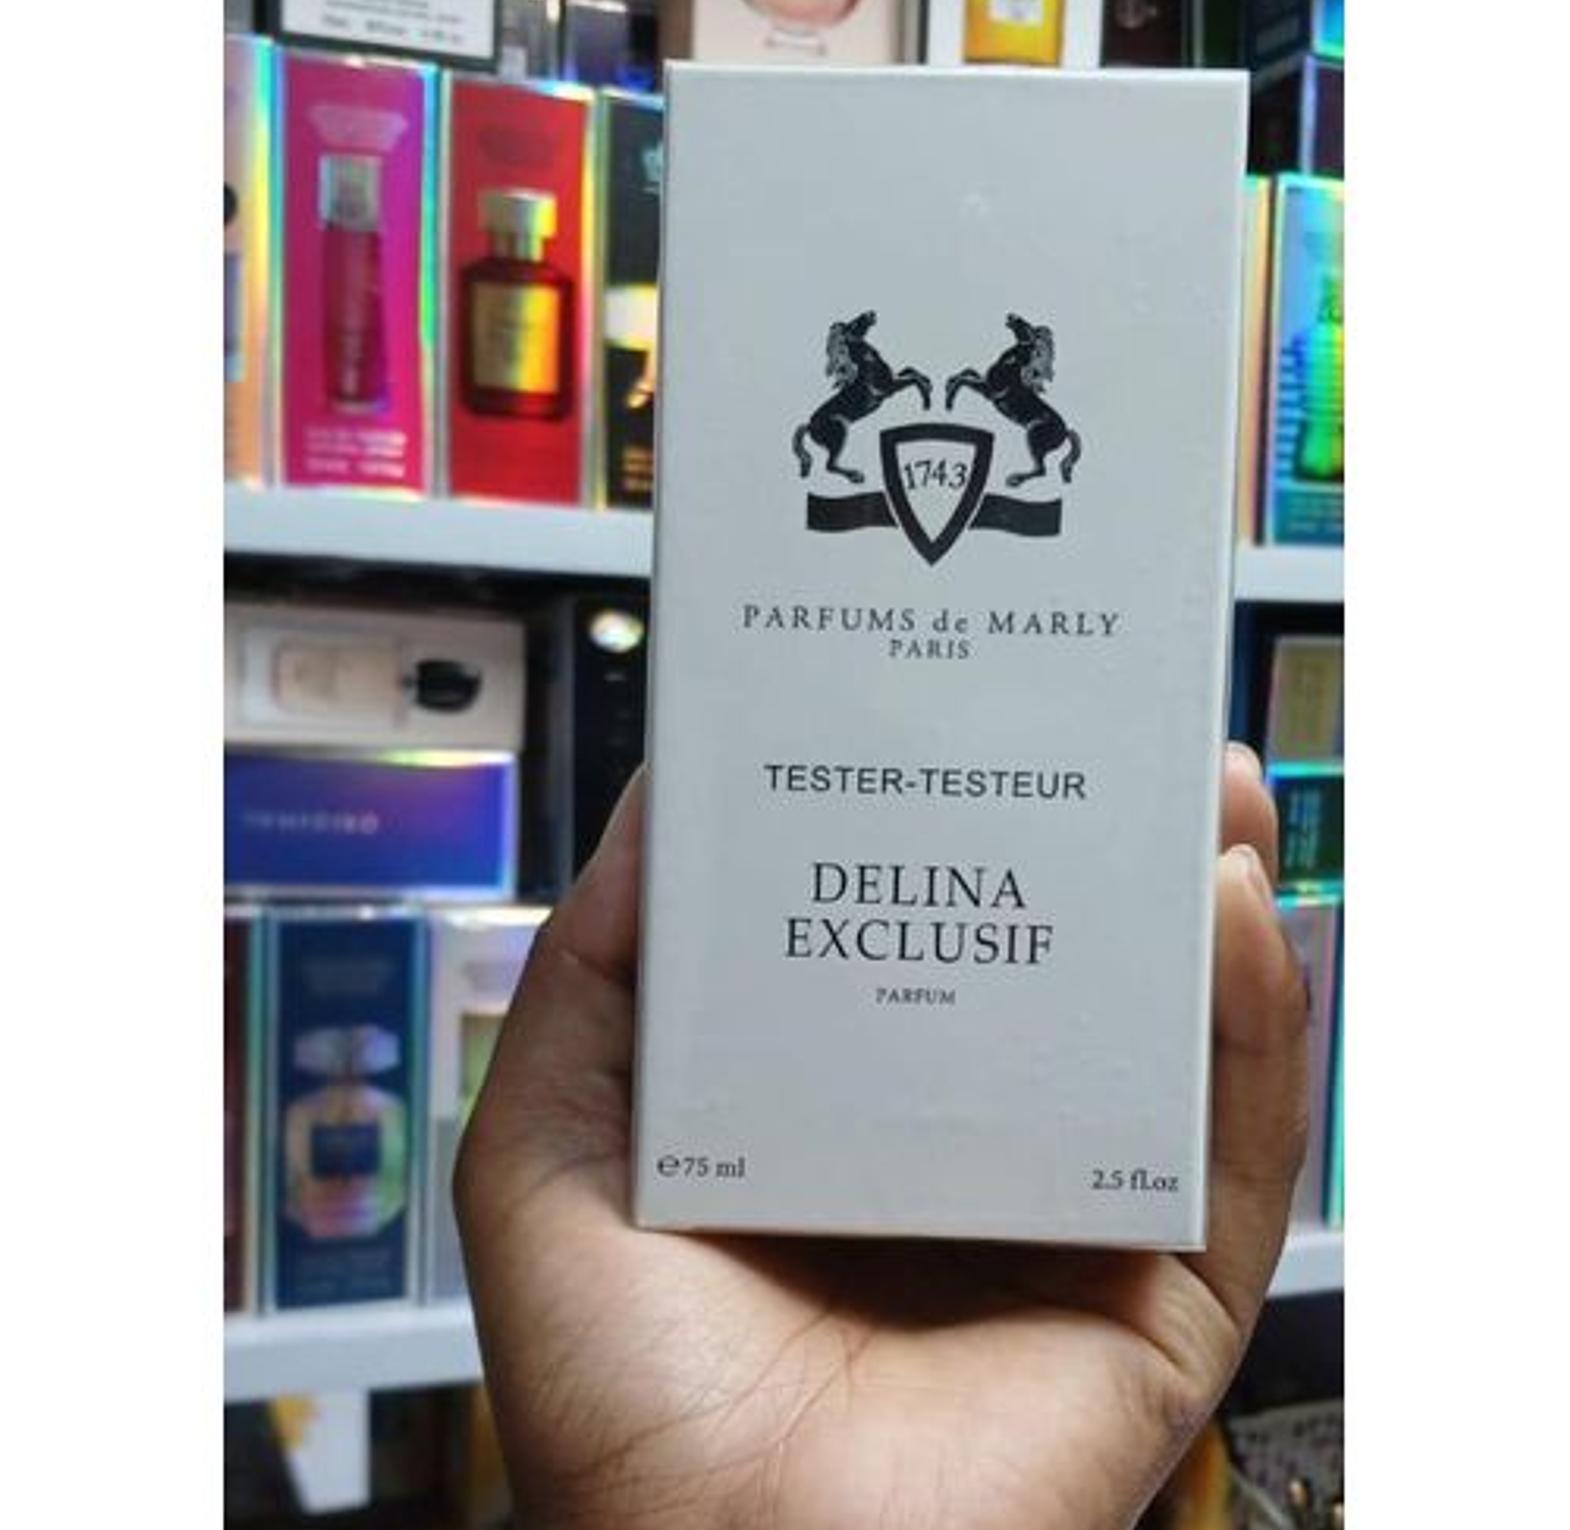 1743
PARFUMS de MARLY
PARIS
TESTER-TESTEUR
DELINA
EXCLUSIF
PARFUM
℮75 ml
2.5 fl.oz